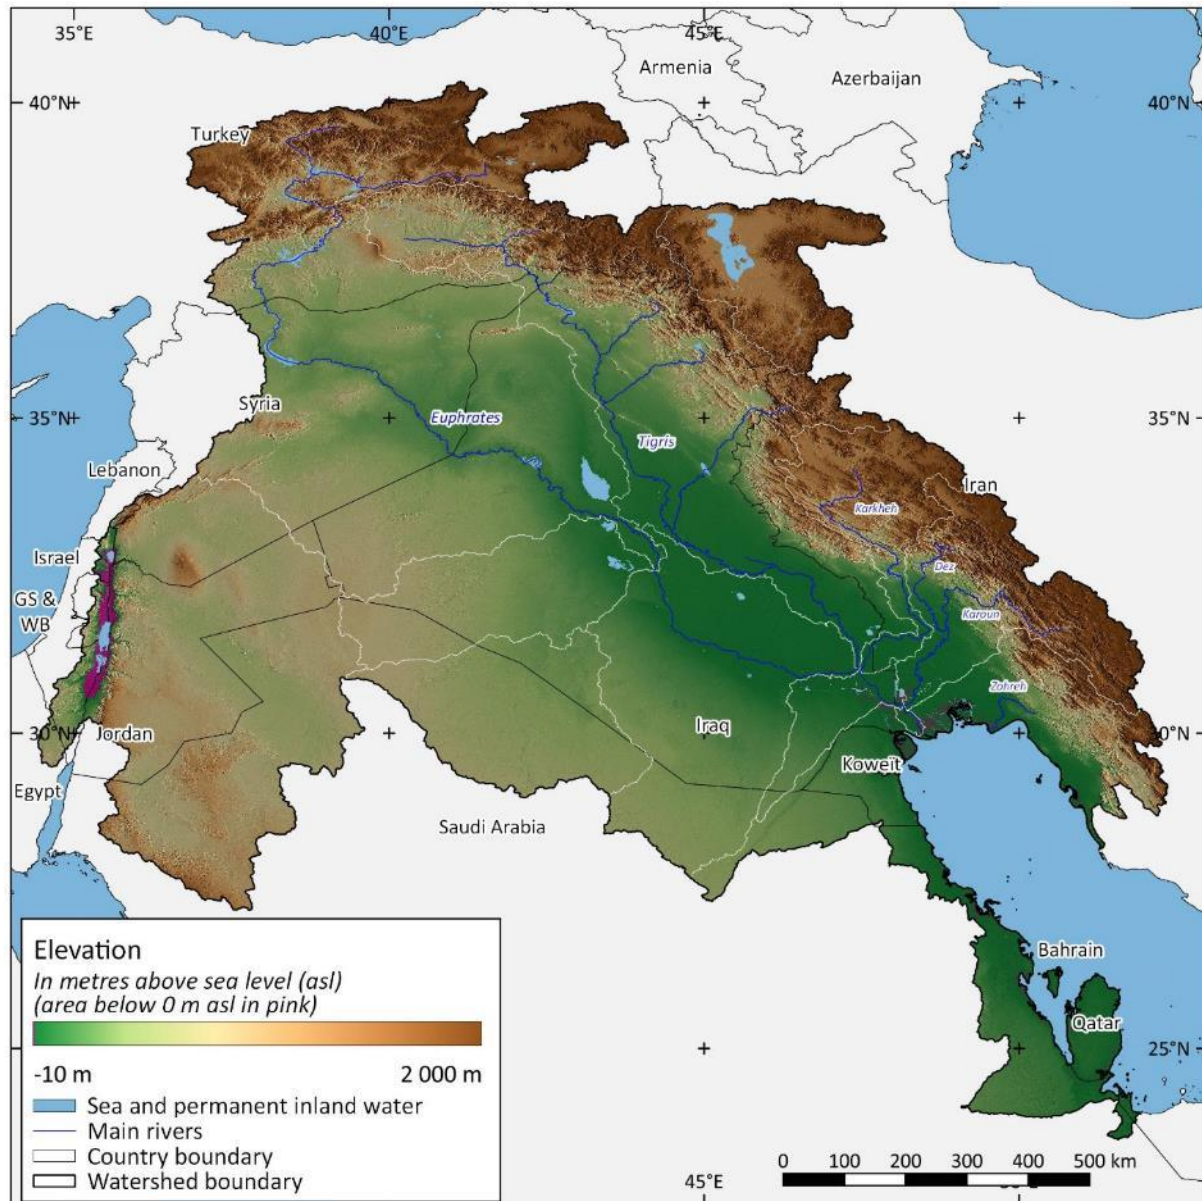 35°E
40°E
45°E
Armenia
Azerbaijan
40°N
40°N
Turkey
35°N
35°N
Syria
Euphrates
Tigris
Lebanon
Iran
Karkheh
Israel
Dez
GS &
WB
Karoun
Zohreh
30°N
0°N
Jordan
Iraq
Koweït
Egypt
Saudi Arabia
Bahrain
Qatar
25°N
Elevation
In metres above sea level (asl)
(area below 0 m asl in pink)
-10 m
2 000 m
Sea and permanent inland water
Main rivers
Country boundary
Watershed boundary
0
100
200
300
400
500 km
45°E